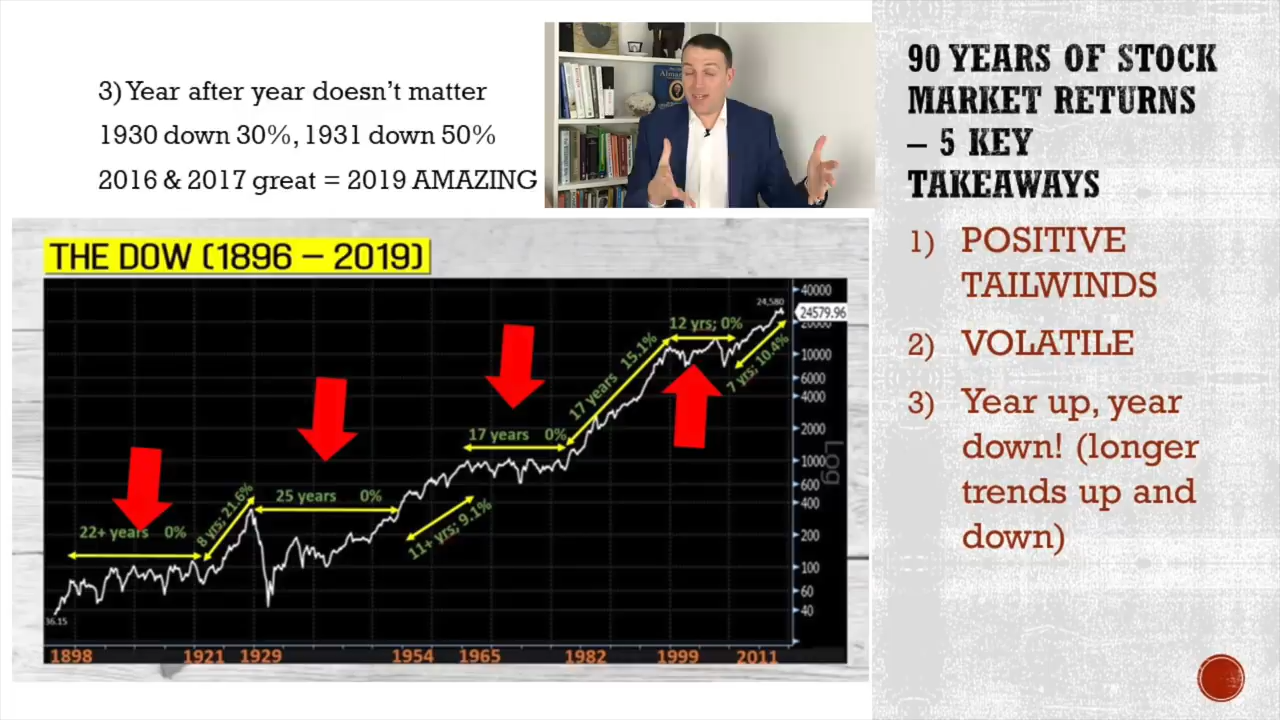 3) Year after year doesn't matter
1930 down 30%, 1931 down 50%
2016 & 2017 great = 2019 AMAZING
90 YEARS OF STOCK
MARKET RETURNS
– 5 KEY
TAKEAWAYS
1) POSITIVE
TAILWINDS
2) VOLATILE
3) Year up, year
down! (longer
trends up and
down)
THE DOW (1896 – 2019)
24,580
40000
24579.96
20000
10000
6000
4000
2000
1000
600
400
200
100
60
40
Log
12 yrs; 0%
7 yrs; 10.4%
17 years 15.1%
17 years 0%
11+ yrs; 9.1%
25 years 0%
8 yrs; 21.6%
22+ years 0%
36.15
1898 1921 1929 1954 1965 1982 1999 2011